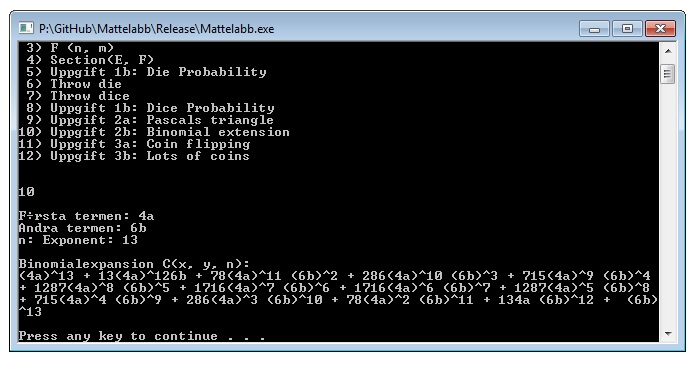 P:\GitHub\Mattelabb\Release\Mattelabb.exe
3) F (n, m)
4) Section(E, F)
5) Uppgift 1b: Die Probability
6) Throw die
7) Throw dice
8) Uppgift 1b: Dice Probability
9) Uppgift 2a: Pascals triangle
10) Uppgift 2b: Binomial extension
11) Uppgift 3a: Coin flipping
12) Uppgift 3b: Lots of coins
10
F÷rsta termen: 4a
Andra termen: 6b
n: Exponent: 13
Binomialexpansion C(x, y, n):
(4a)^13 + 13(4a)^126b + 78(4a)^11 (6b)^2 + 286(4a)^10 (6b)^3 + 715(4a)^9 (6b)^4
+ 1287(4a)^8 (6b)^5 + 1716(4a)^7 (6b)^6 + 1716(4a)^6 (6b)^7 + 1287(4a)^5 (6b)^8
+ 715(4a)^4 (6b)^9 + 286(4a)^3 (6b)^10 + 78(4a)^2 (6b)^11 + 134a (6b)^12 +  (6b)
^13
Press any key to continue . . .